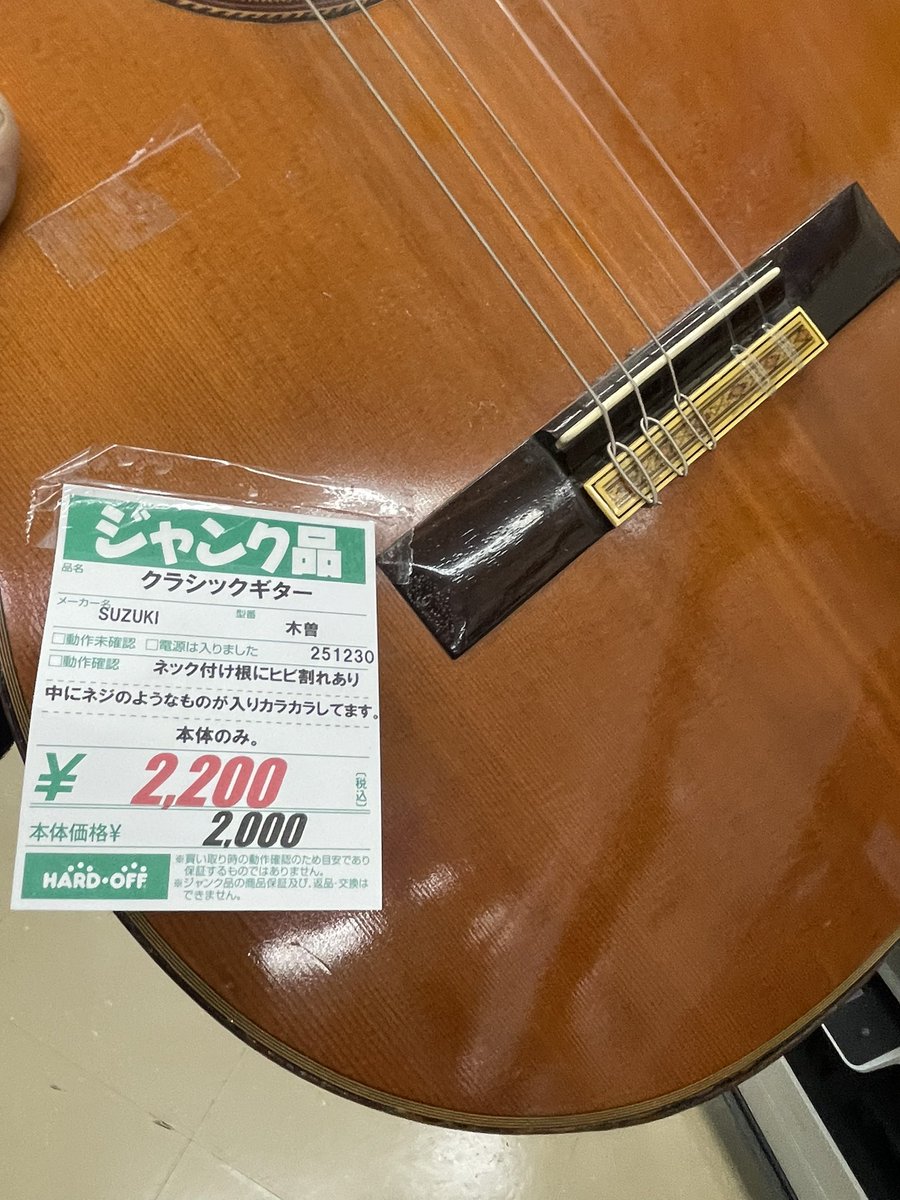 ジャンク品
品名
クラシックギター
メーカー名
SUZUKI
型番
木曽
□動作未確認 □電源は入りました
251230
□動作確認
ネック付け根にヒビ割れあり
中にネジのようなものが入りカラカラしてます。
本体のみ。
¥ 2,200 〔税込〕
本体価格¥ 2,000
HARD・OFF
※買い取り時の動作確認のため目安であり
保証するものではありません。
※ジャンク品の商品保証及び、返品・交換は
できません。